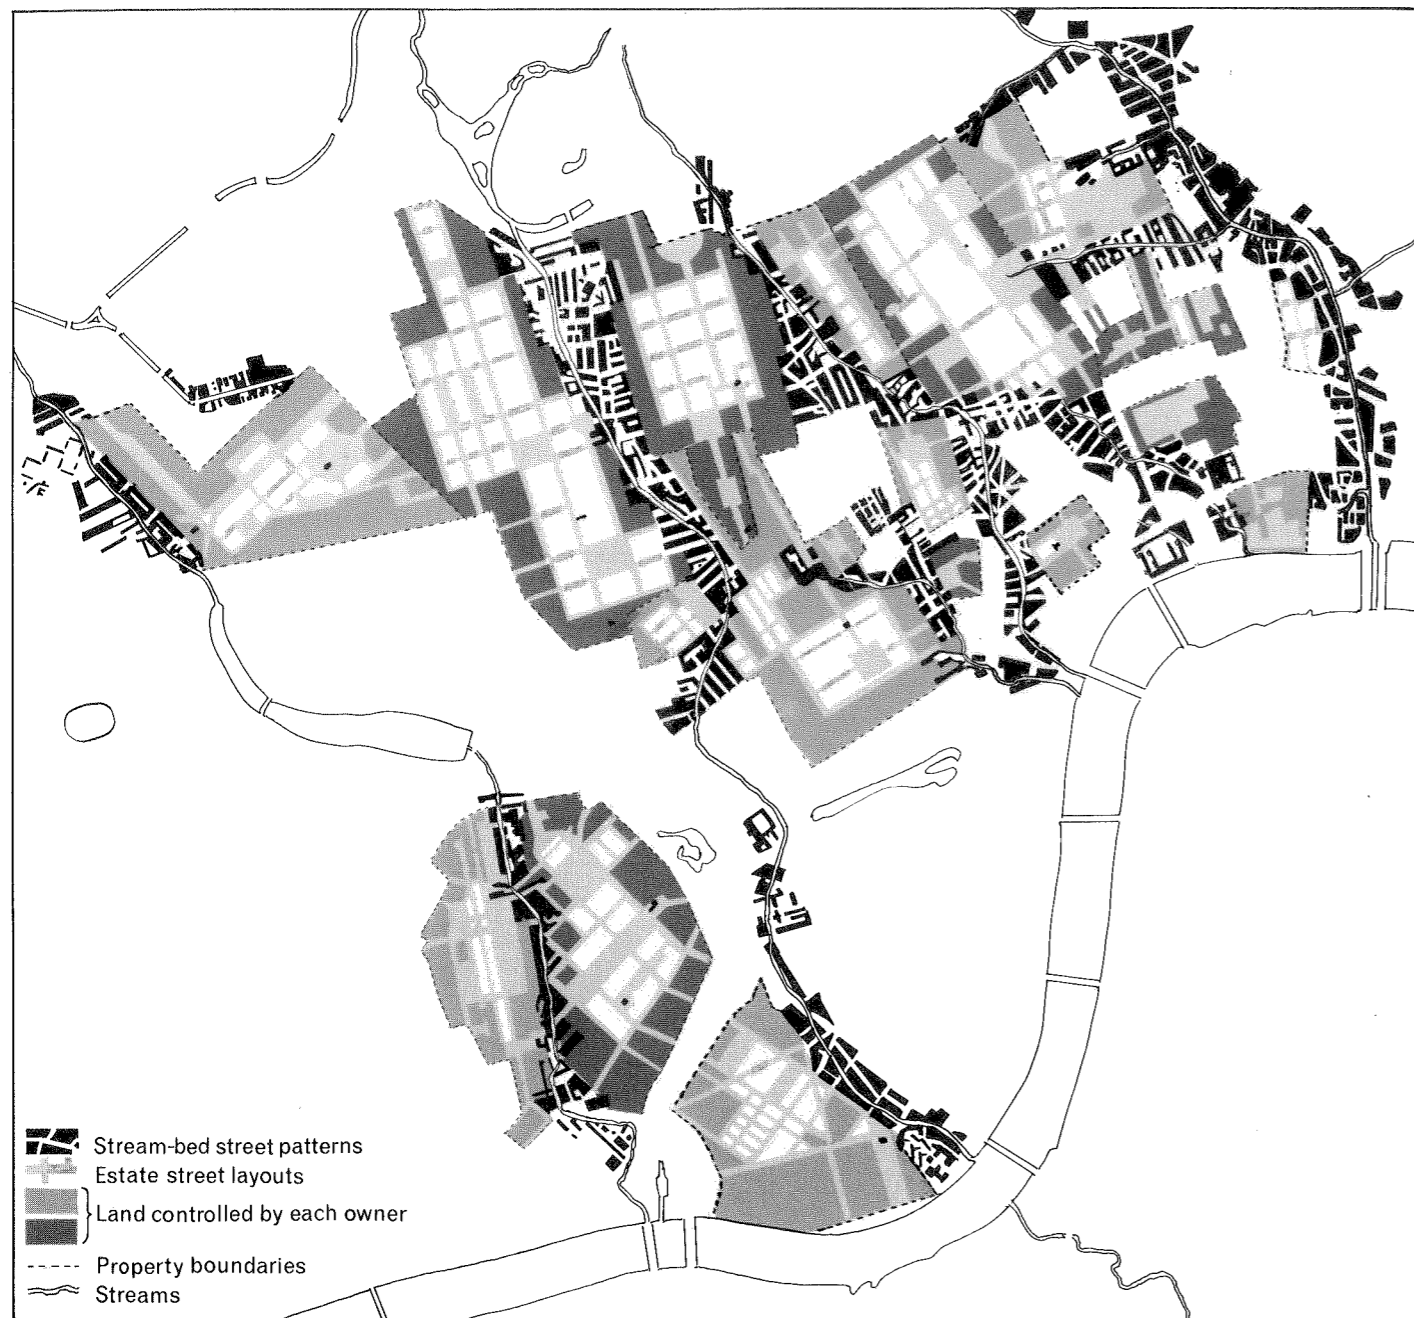 Stream-bed street patterns
Estate street layouts
Land controlled by each owner
Property boundaries
Streams